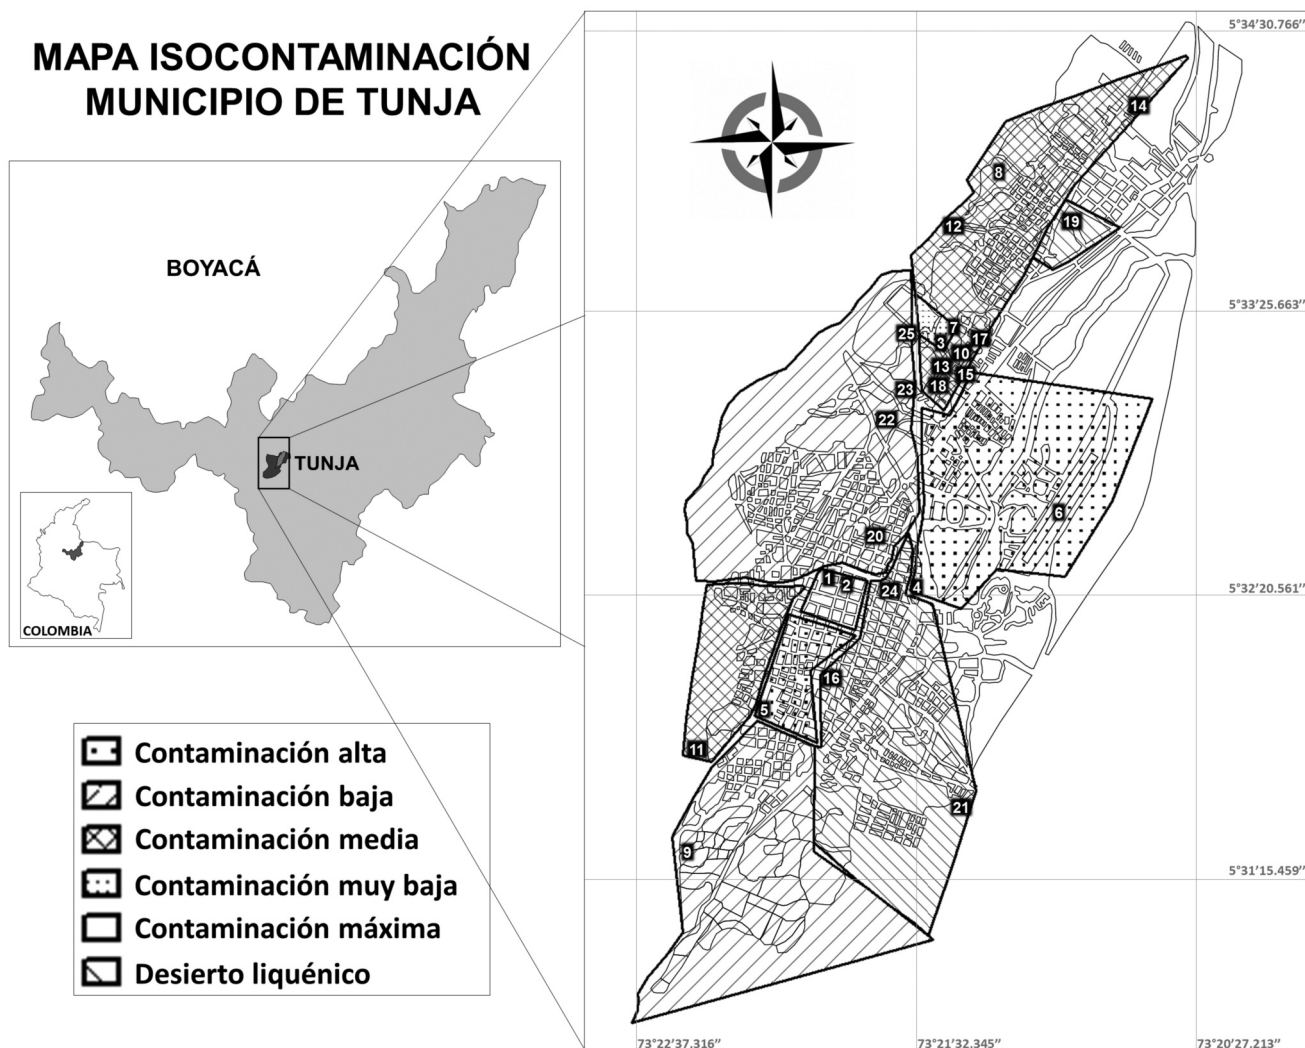 MAPA ISOCONTAMINACIÓN
MUNICIPIO DE TUNJA
BOYACÁ
TUNJA
COLOMBIA
Contaminación alta
Contaminación baja
Contaminación media
Contaminación muy baja
Contaminación máxima
Desierto liquénico
5°34'30.766''
14
8
19
12
5°33'25.663''
7
25
17
3
10
13
15
18
23
22
6
20
1
2
4
24
5°32'20.561''
16
5
11
21
9
5°31'15.459''
73°22'37.316''
73°21'32.345''
73°20'27.213''